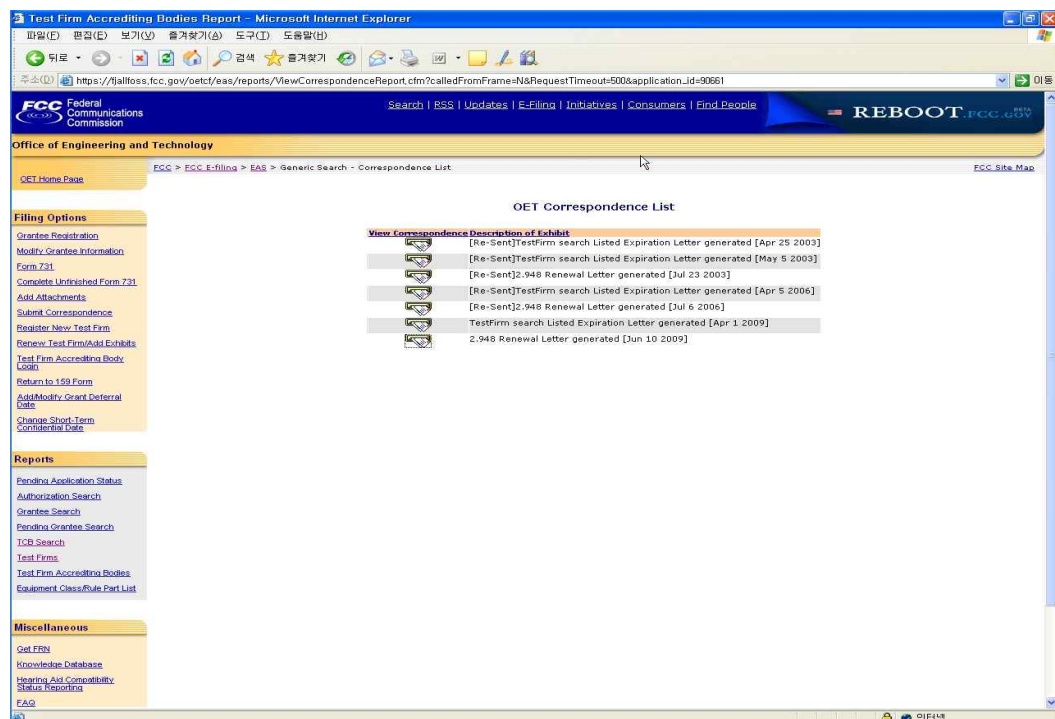 Test Firm Accrediting Bodies Report - Microsoft Internet Explorer
파일(F) 편집(E) 보기(V) 즐겨찾기(A) 도구(T) 도움말(H)
뒤로 검색 즐겨찾기
주소(D) https://fjallfoss.fcc.gov/oetcf/eas/reports/ViewCorrespondenceReport.cfm?calledFromFrame=N&RequestTimeout=500&application_id=90661 이동
FCC Federal Communications Commission
Search | RSS | Updates | E-Filing | Initiatives | Consumers | Find People
REBOOT.FCC.GOV BETA
Office of Engineering and Technology
FCC > FCC E-filing > EAS > Generic Search - Correspondence List
FCC Site Map
OET Home Page
OET Correspondence List
View Correspondence Description of Exhibit
[Re-Sent]TestFirm search Listed Expiration Letter generated [Apr 25 2003]
[Re-Sent]TestFirm search Listed Expiration Letter generated [May 5 2003]
[Re-Sent]2.948 Renewal Letter generated [Jul 23 2003]
[Re-Sent]TestFirm search Listed Expiration Letter generated [Apr 5 2006]
[Re-Sent]2.948 Renewal Letter generated [Jul 6 2006]
TestFirm search Listed Expiration Letter generated [Apr 1 2009]
2.948 Renewal Letter generated [Jun 10 2009]
Filing Options
Grantee Registration
Modify Grantee Information
Form 731
Complete Unfinished Form 731
Add Attachments
Submit Correspondence
Register New Test Firm
Renew Test Firm/Add Exhibits
Test Firm Accrediting Body
Login
Return to 159 Form
Add/Modify Grant Deferral
Date
Change Short-Term
Confidential Date
Reports
Pending Application Status
Authorization Search
Grantee Search
Pending Grantee Search
TCB Search
Test Firms
Test Firm Accrediting Bodies
Equipment Class/Rule Part List
Miscellaneous
Get FRN
Knowledge Database
Hearing Aid Compatibility
Status Reporting
FAQ
인터넷